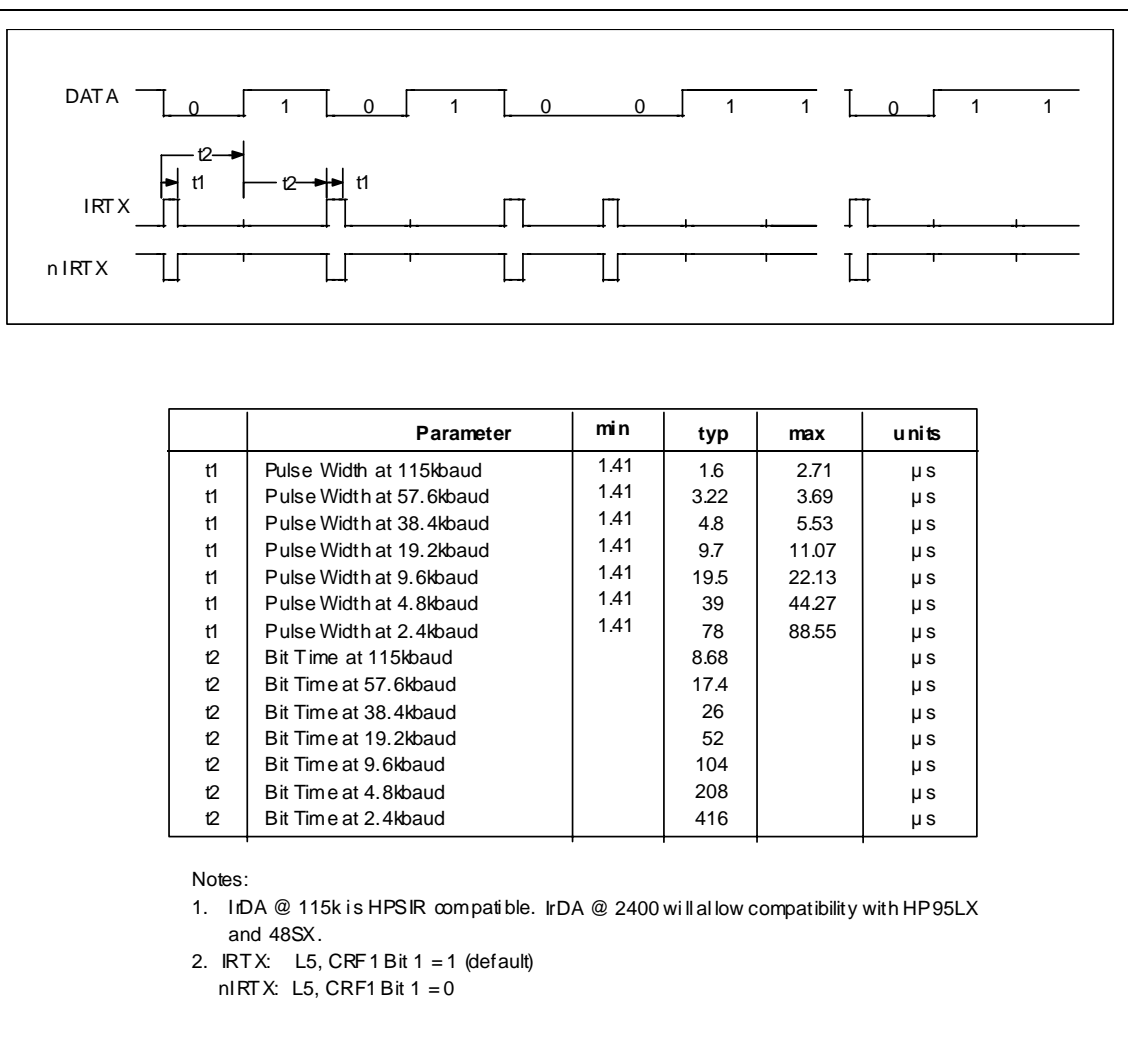 DATA 0 1 0 1 0 0 1 1 0 1 1
t2
t1 t2 t1
IRTX
nIRTX
Parameter min typ max units
t1 Pulse Width at 115kbaud 1.41 1.6 2.71 µs
t1 Pulse Width at 57.6kbaud 1.41 3.22 3.69 µs
t1 Pulse Width at 38.4kbaud 1.41 4.8 5.53 µs
t1 Pulse Width at 19.2kbaud 1.41 9.7 11.07 µs
t1 Pulse Width at 9.6kbaud 1.41 19.5 22.13 µs
t1 Pulse Width at 4.8kbaud 1.41 39 44.27 µs
t1 Pulse Width at 2.4kbaud 1.41 78 88.55 µs
t2 Bit Time at 115kbaud 8.68 µs
t2 Bit Time at 57.6kbaud 17.4 µs
t2 Bit Time at 38.4kbaud 26 µs
t2 Bit Time at 19.2kbaud 52 µs
t2 Bit Time at 9.6kbaud 104 µs
t2 Bit Time at 4.8kbaud 208 µs
t2 Bit Time at 2.4kbaud 416 µs
Notes:
1. IrDA @ 115k is HPSIR compatible. IrDA @ 2400 will allow compatibility with HP95LX
and 48SX.
2. IRTX: L5, CRF1 Bit 1 = 1 (default)
nIRTX: L5, CRF1 Bit 1 = 0